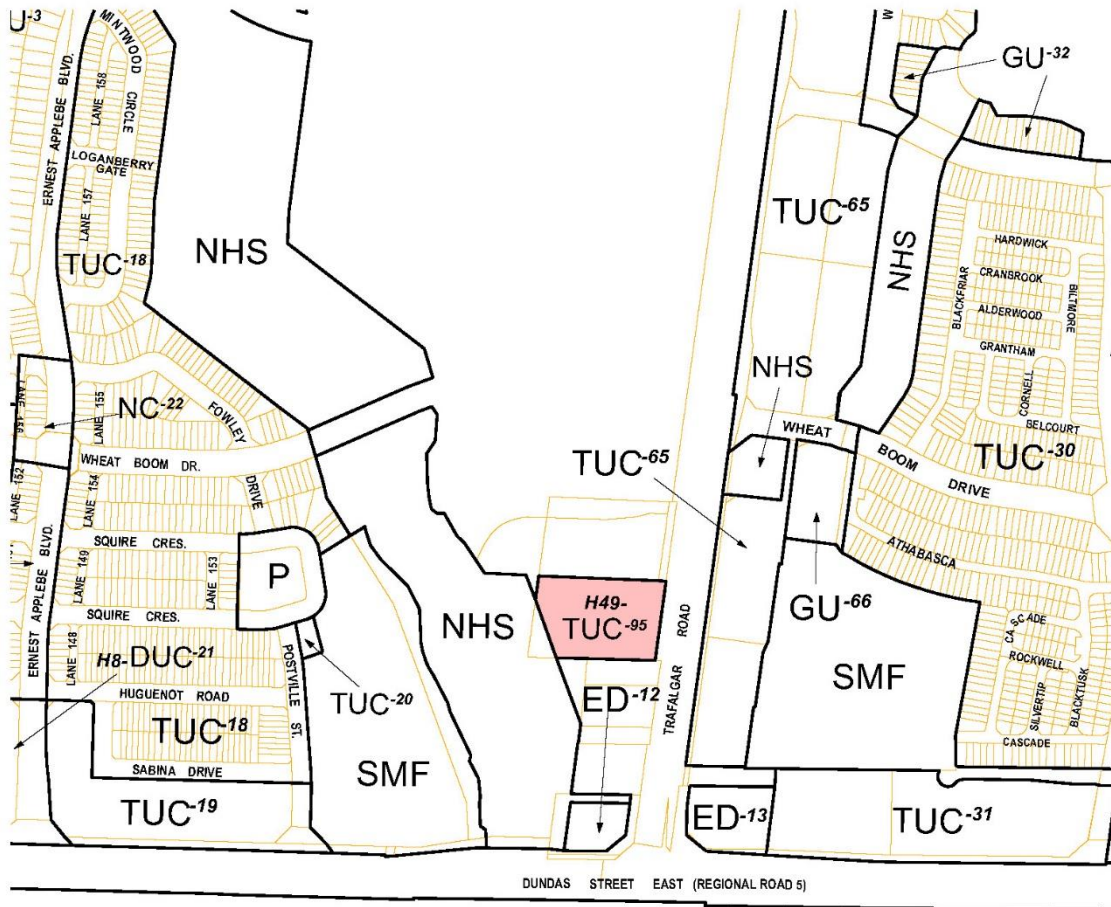 U-3
MINTWOOD CIRCLE
ERNEST APPLEBE BLVD.
LANE 158
LOGANBERRY
GATE
LANE 157
TUC-18
NHS
W
GU-32
TUC-65
NHS
HARDWICK
CRANBROOK
ALDERWOOD
GRANTHAM
BLACKFRIAR
BILTMORE
CORNELL
BELCOURT
TUC-30
NHS
LANE 156
NC-22
LANE 155
FOWLEY DRIVE
WHEAT BOOM DR.
WHEAT BOOM DRIVE
TUC-65
LANE 152
LANE 154
SQUIRE CRES.
ATHABASCA
ERNEST APPLEBE BLVD.
LANE 149
LANE 153
P
SQUIRE CRES.
NHS
H49-
TUC-95
TRAFALGAR ROAD
GU-66
SMF
CASCADE
ROCKWELL
SILVERTIP
BLACKTUSK
CASCADE
LANE 148
H8-DUC-21
HUGUENOT ROAD
POSTVILLE ST.
TUC-20
ED-12
TUC-18
SABINA DRIVE
SMF
TUC-19
ED-13
TUC-31
DUNDAS STREET EAST (REGIONAL ROAD 5)